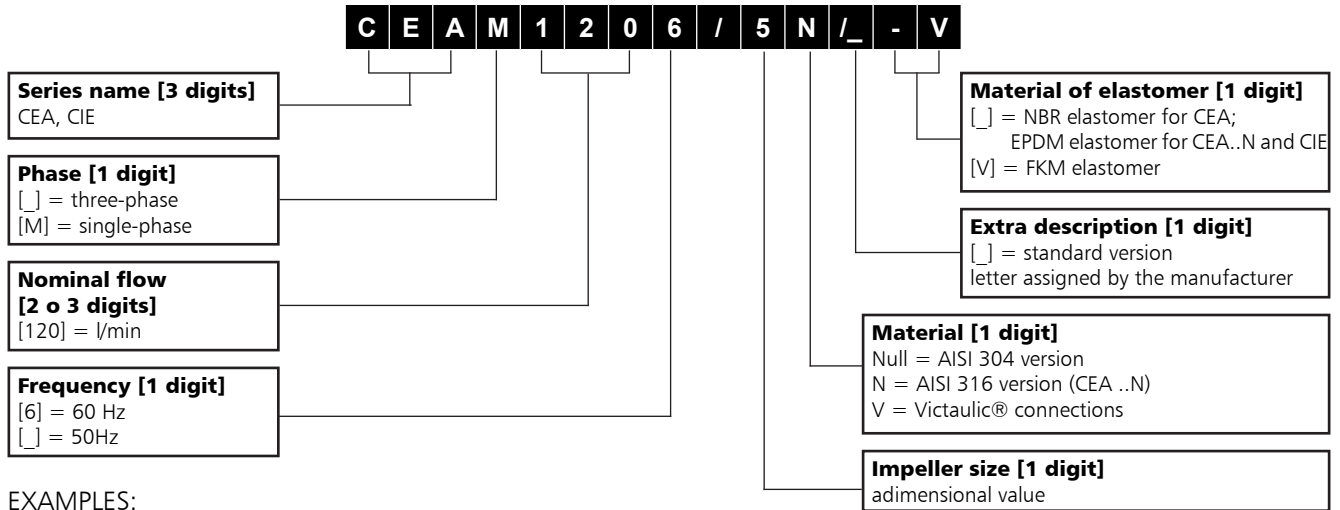 C E A M 1 2 0 6 / 5 N /_ - V
Series name [3 digits]
CEA, CIE
Phase [1 digit]
[_] = three-phase
[M] = single-phase
Nominal flow
[2 o 3 digits]
[120] = l/min
Frequency [1 digit]
[6] = 60 Hz
[_] = 50Hz
Material of elastomer [1 digit]
[_] = NBR elastomer for CEA;
EPDM elastomer for CEA..N and CIE
[V] = FKM elastomer
Extra description [1 digit]
[_] = standard version
letter assigned by the manufacturer
Material [1 digit]
Null = AISI 304 version
N = AISI 316 version (CEA ..N)
V = Victaulic® connections
Impeller size [1 digit]
adimensional value
EXAMPLES: